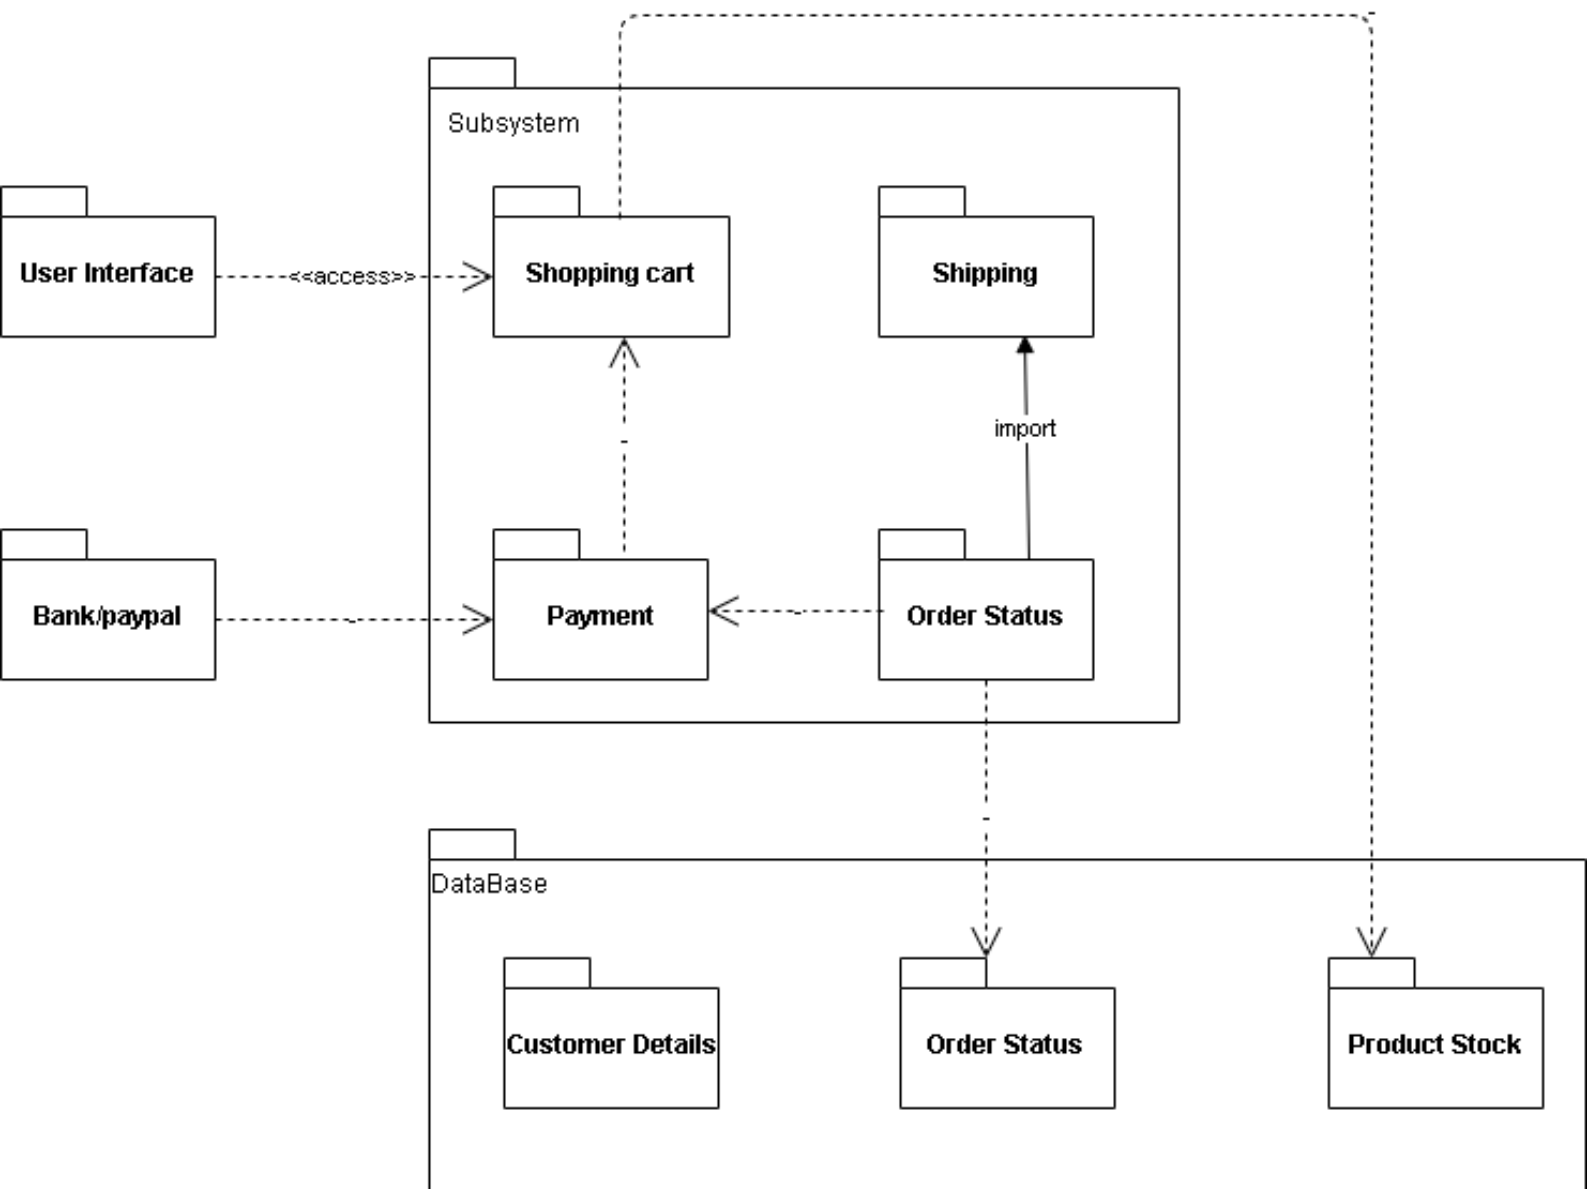 Subsystem
User Interface
<<access>>
Shopping cart
Shipping
import
Bank/paypal
Payment
Order Status
DataBase
Customer Details
Order Status
Product Stock